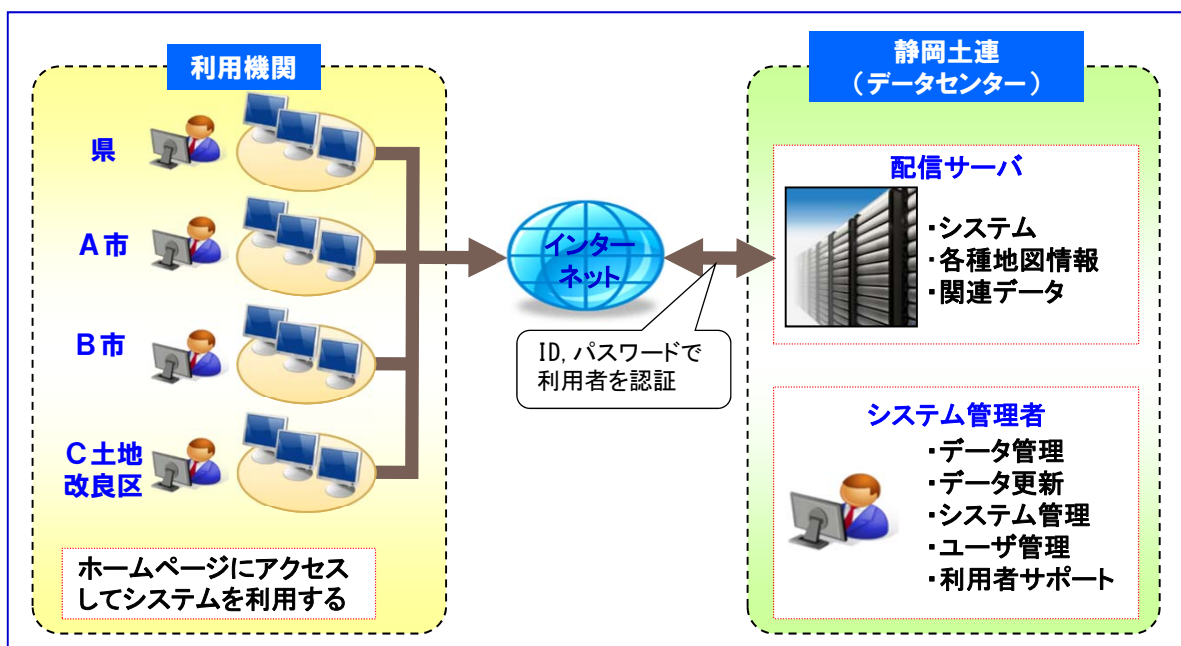 利用機関
県
A市
B市
C土地
改良区
ホームページにアクセス
してシステムを利用する
インター
ネット
ID, パスワードで
利用者を認証
静岡土連
（データセンター）
配信サーバ
・システム
・各種地図情報
・関連データ
システム管理者
・データ管理
・データ更新
・システム管理
・ユーザ管理
・利用者サポート